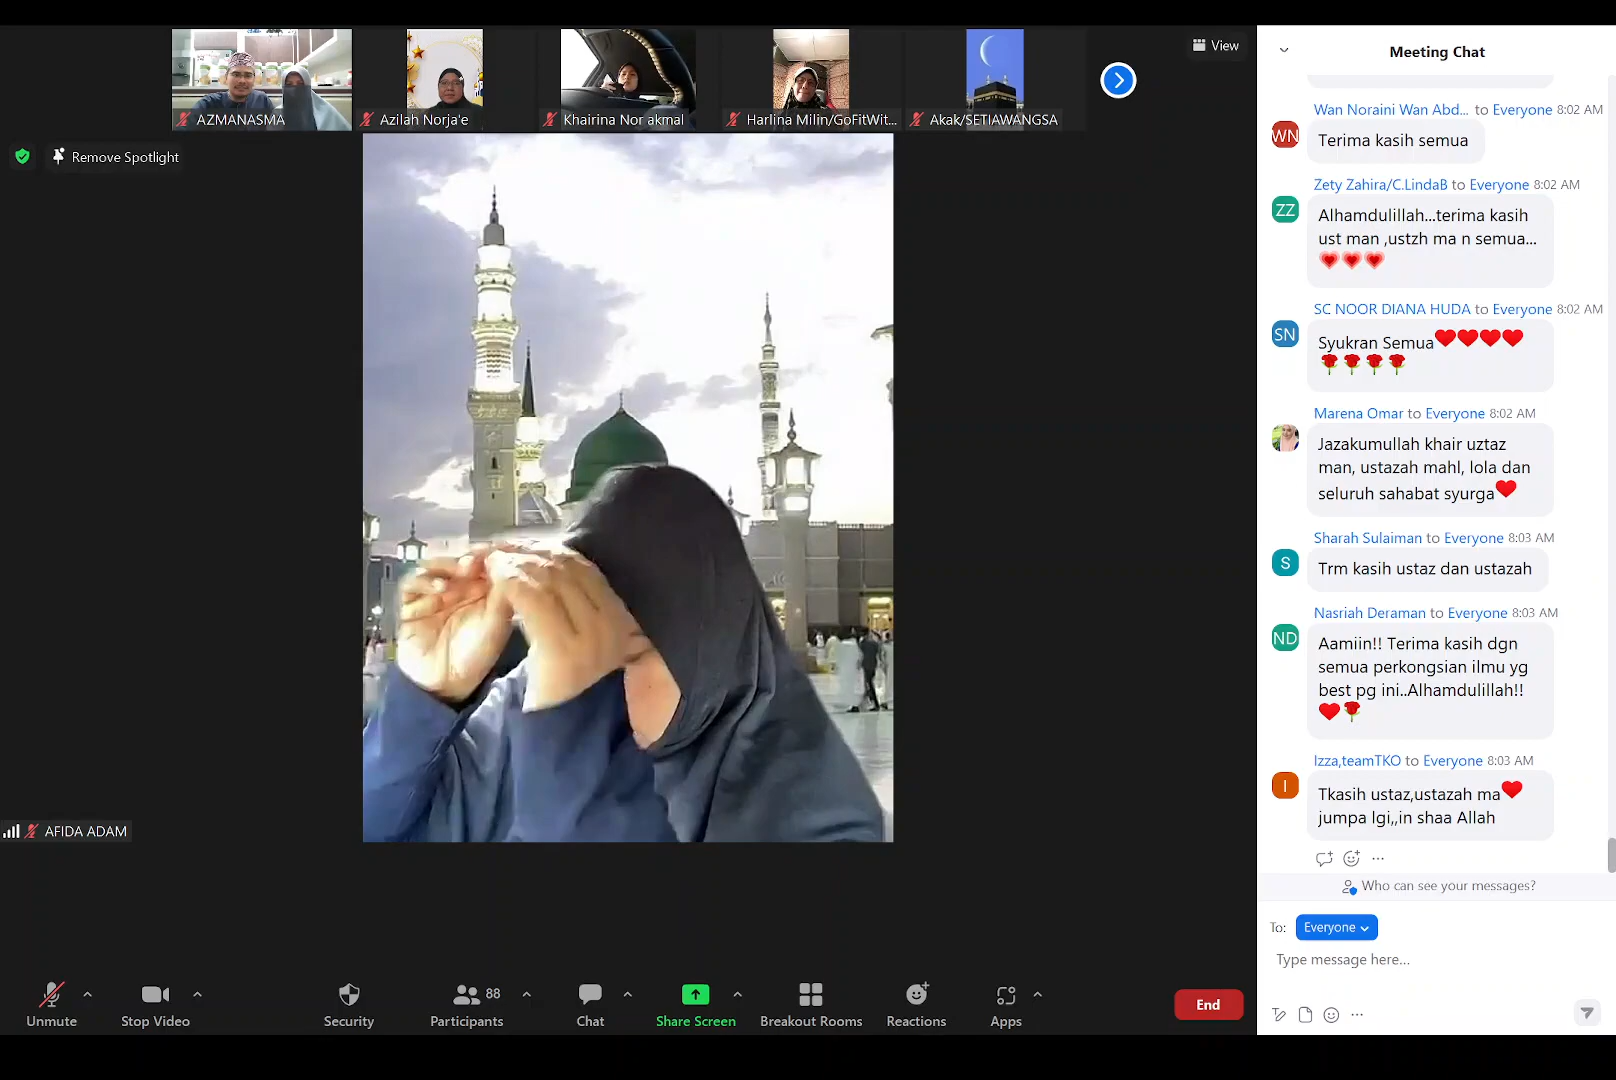 AZMANASMA
Azilah Norja'e
Khairina Nor akmal
Harlina Milin/GoFitWit...
Akak/SETIAWANGSA
View
Remove Spotlight
AFIDA ADAM
Unmute
Stop Video
Security
88
Participants
Chat
Share Screen
Breakout Rooms
Reactions
Apps
End
Meeting Chat
Wan Noraini Wan Abd... to Everyone 8:02 AM
WN
Terima kasih semua
Zety Zahira/C.LindaB to Everyone 8:02 AM
ZZ
Alhamdulillah...terima kasih
ust man ,ustzh ma n semua...
SC NOOR DIANA HUDA to Everyone 8:02 AM
SN
Syukran Semua
Marena Omar to Everyone 8:02 AM
Jazakumullah khair uztaz
man, ustazah mahl, lola dan
seluruh sahabat syurga
Sharah Sulaiman to Everyone 8:03 AM
S
Trm kasih ustaz dan ustazah
Nasriah Deraman to Everyone 8:03 AM
ND
Aamiin!! Terima kasih dgn
semua perkongsian ilmu yg
best pg ini..Alhamdulillah!!
Izza,teamTKO to Everyone 8:03 AM
I
Tkasih ustaz,ustazah ma
jumpa lgi,,in shaa Allah
Who can see your messages?
To: Everyone
Type message here...